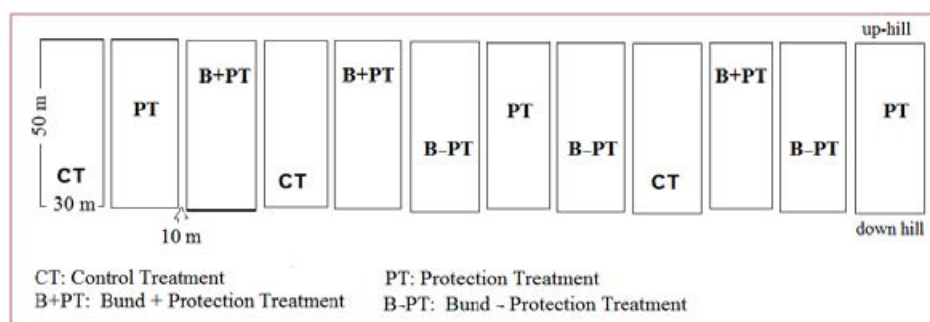 up-hill
50 m
CT
PT
B+PT
CT
B+PT
B–PT
PT
B–PT
CT
B+PT
B–PT
PT
30 m
10 m
down hill
CT: Control Treatment
PT: Protection Treatment
B+PT: Bund + Protection Treatment
B-PT: Bund – Protection Treatment